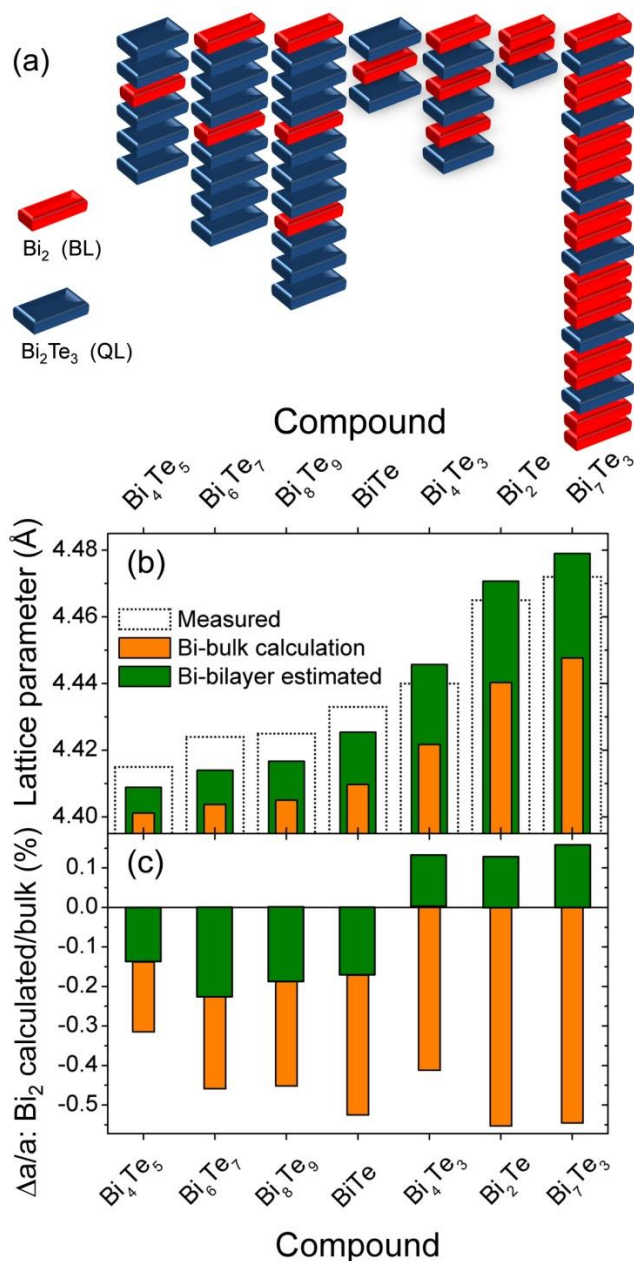 (a)
Bi₂ (BL)
Bi₂Te₃ (QL)
Compound
Bi₄Te₅ Bi₆Te₇ Bi₈Te₉ BiTe Bi₄Te₃ Bi₂Te Bi₇Te₃
(b)
Lattice parameter (Å)
4.48
4.46
4.44
4.42
4.40
Measured
Bi-bulk calculation
Bi-bilayer estimated
(c)
Δa/a: Bi₂ calculated/bulk (%)
0.1
0.0
-0.1
-0.2
-0.3
-0.4
-0.5
Bi₄Te₅ Bi₆Te₇ Bi₈Te₉ BiTe Bi₄Te₃ Bi₂Te Bi₇Te₃
Compound